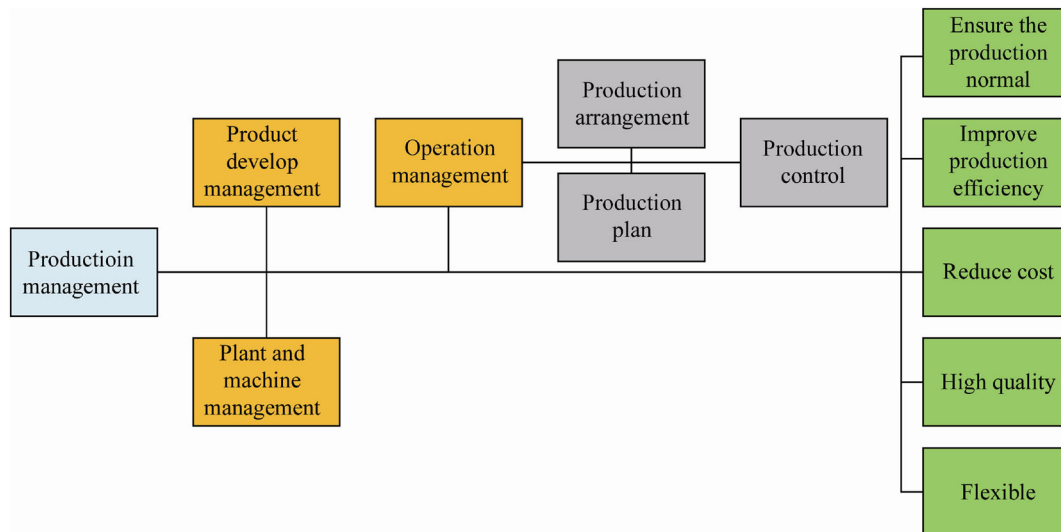 Productioin
management
Product
develop
management
Plant and
machine
management
Operation
management
Production
arrangement
Production
plan
Production
control
Ensure the
production
normal
Improve
production
efficiency
Reduce cost
High quality
Flexible